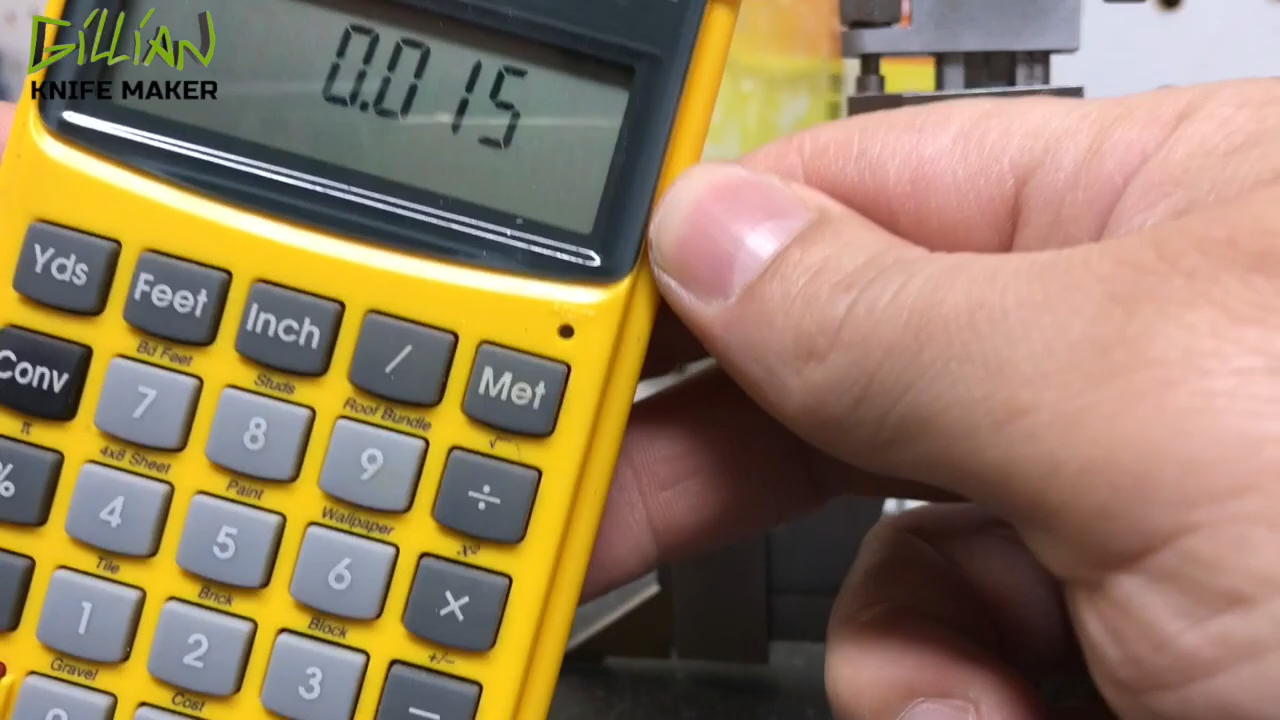 GiLLiAN
KNIFE MAKER
0.015
Yds Feet Inch / Met
Bd Feet Studs Roof Bundle √
Conv 7 8 9 ÷
π 4x8 Sheet Paint Wallpaper x²
% 4 5 6 ×
Tile Brick Block +/−
1 2 3 −
Gravel Cost